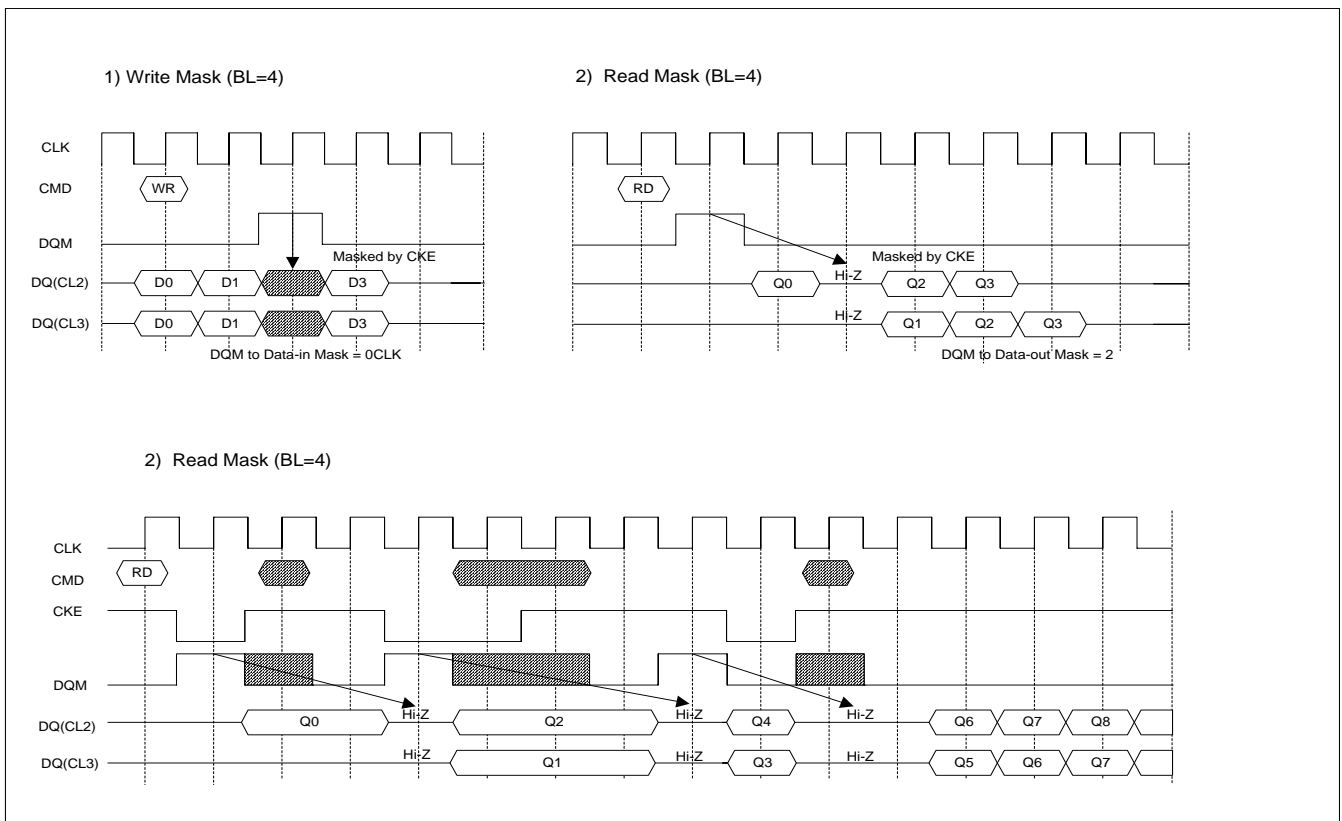 1) Write Mask (BL=4)
2) Read Mask (BL=4)
CLK
CMD
WR
DQM
Masked by CKE
DQ(CL2)
D0
D1
D3
DQ(CL3)
D0
D1
D3
DQM to Data-in Mask = 0CLK
RD
Masked by CKE
Q0
Hi-Z
Q2
Q3
Hi-Z
Q1
Q2
Q3
DQM to Data-out Mask = 2
2) Read Mask (BL=4)
CLK
CMD
RD
CKE
DQM
DQ(CL2)
Q0
Hi-Z
Q2
Hi-Z
Q4
Hi-Z
Q6
Q7
Q8
DQ(CL3)
Hi-Z
Q1
Hi-Z
Q3
Hi-Z
Q5
Q6
Q7